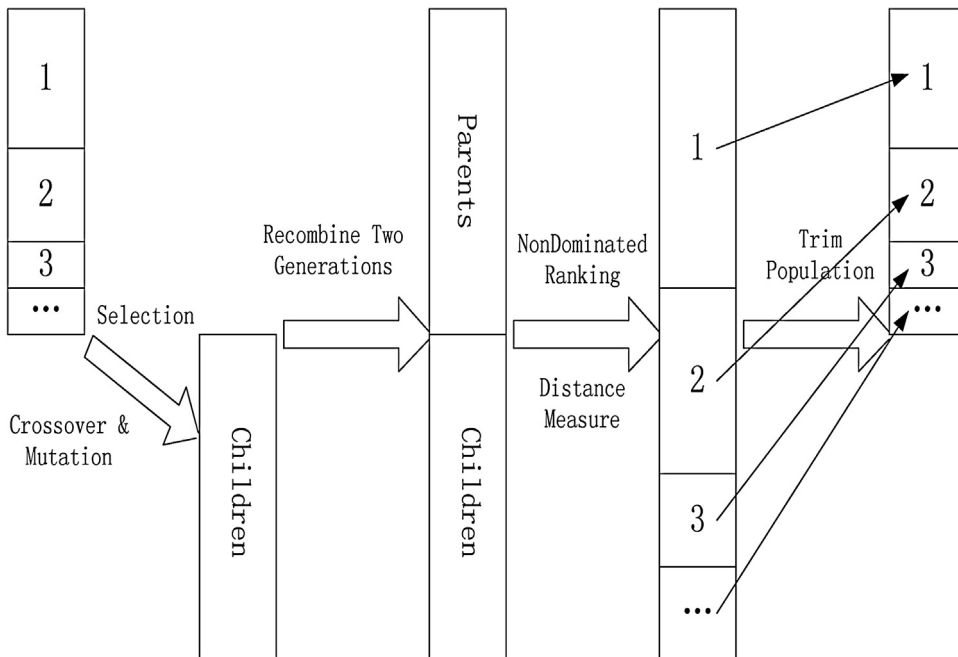 1
2
3
...
Selection
Crossover &
Mutation
Children
Recombine Two
Generations
Parents
Children
NonDominated
Ranking
Distance
Measure
1
2
3
...
Trim
Population
1
2
3
...